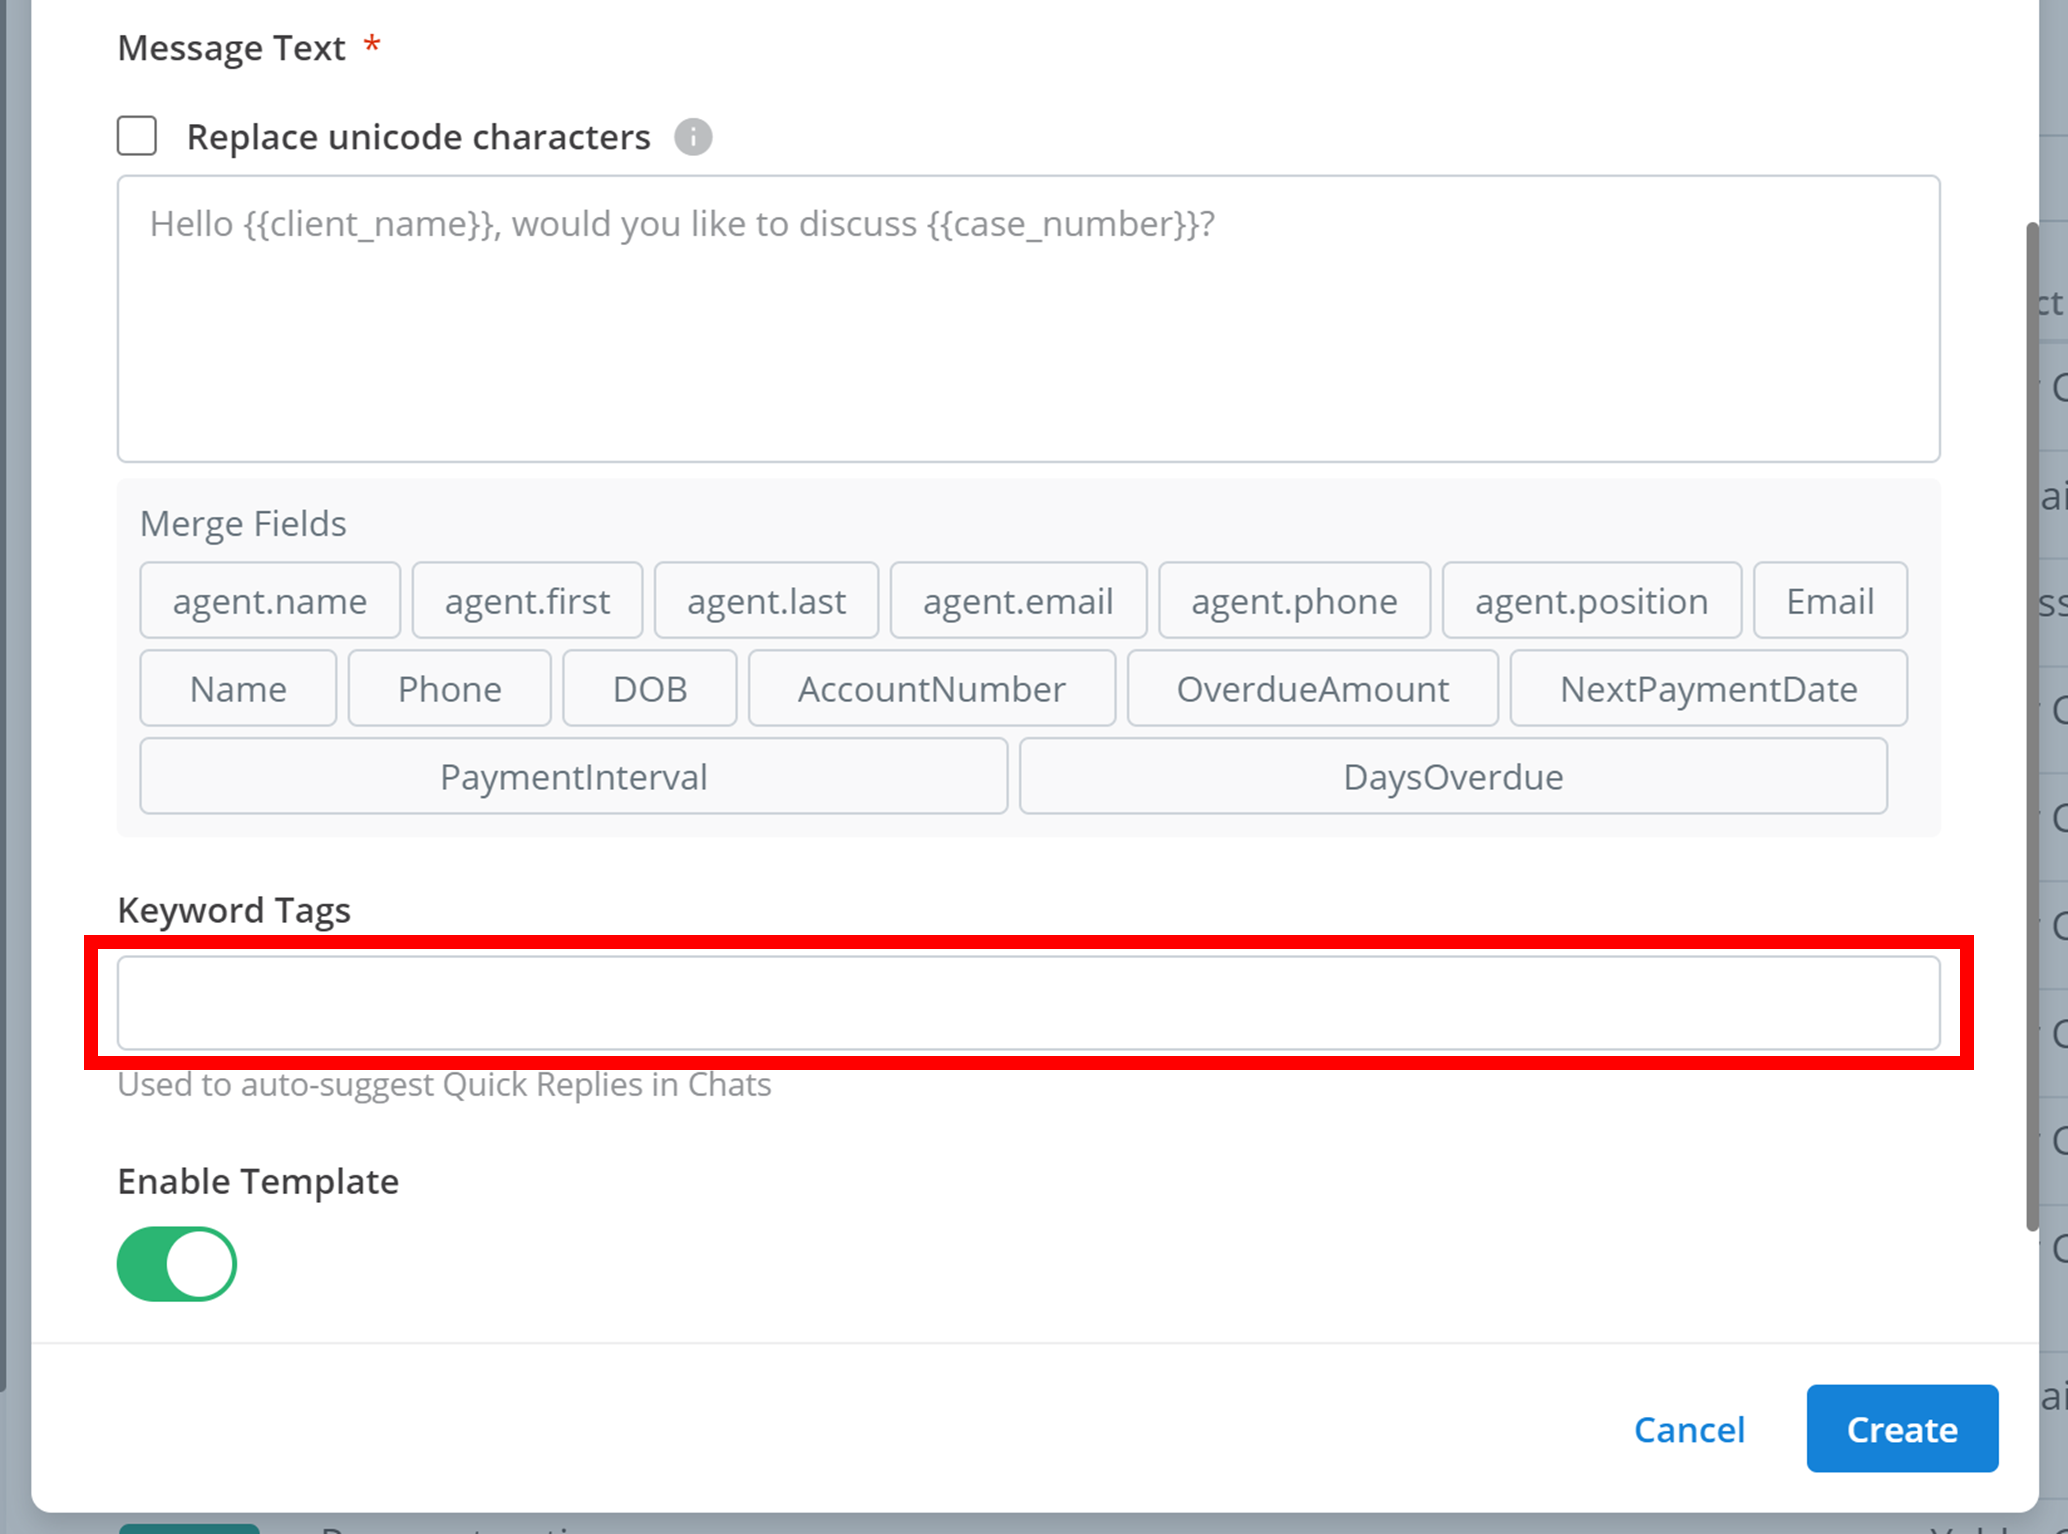 Message Text *
Replace unicode characters
Hello {{client_name}}, would you like to discuss {{case_number}}?
Merge Fields
agent.name agent.first agent.last agent.email agent.phone agent.position Email
Name Phone DOB AccountNumber OverdueAmount NextPaymentDate
PaymentInterval DaysOverdue
Keyword Tags
Used to auto-suggest Quick Replies in Chats
Enable Template
Cancel Create